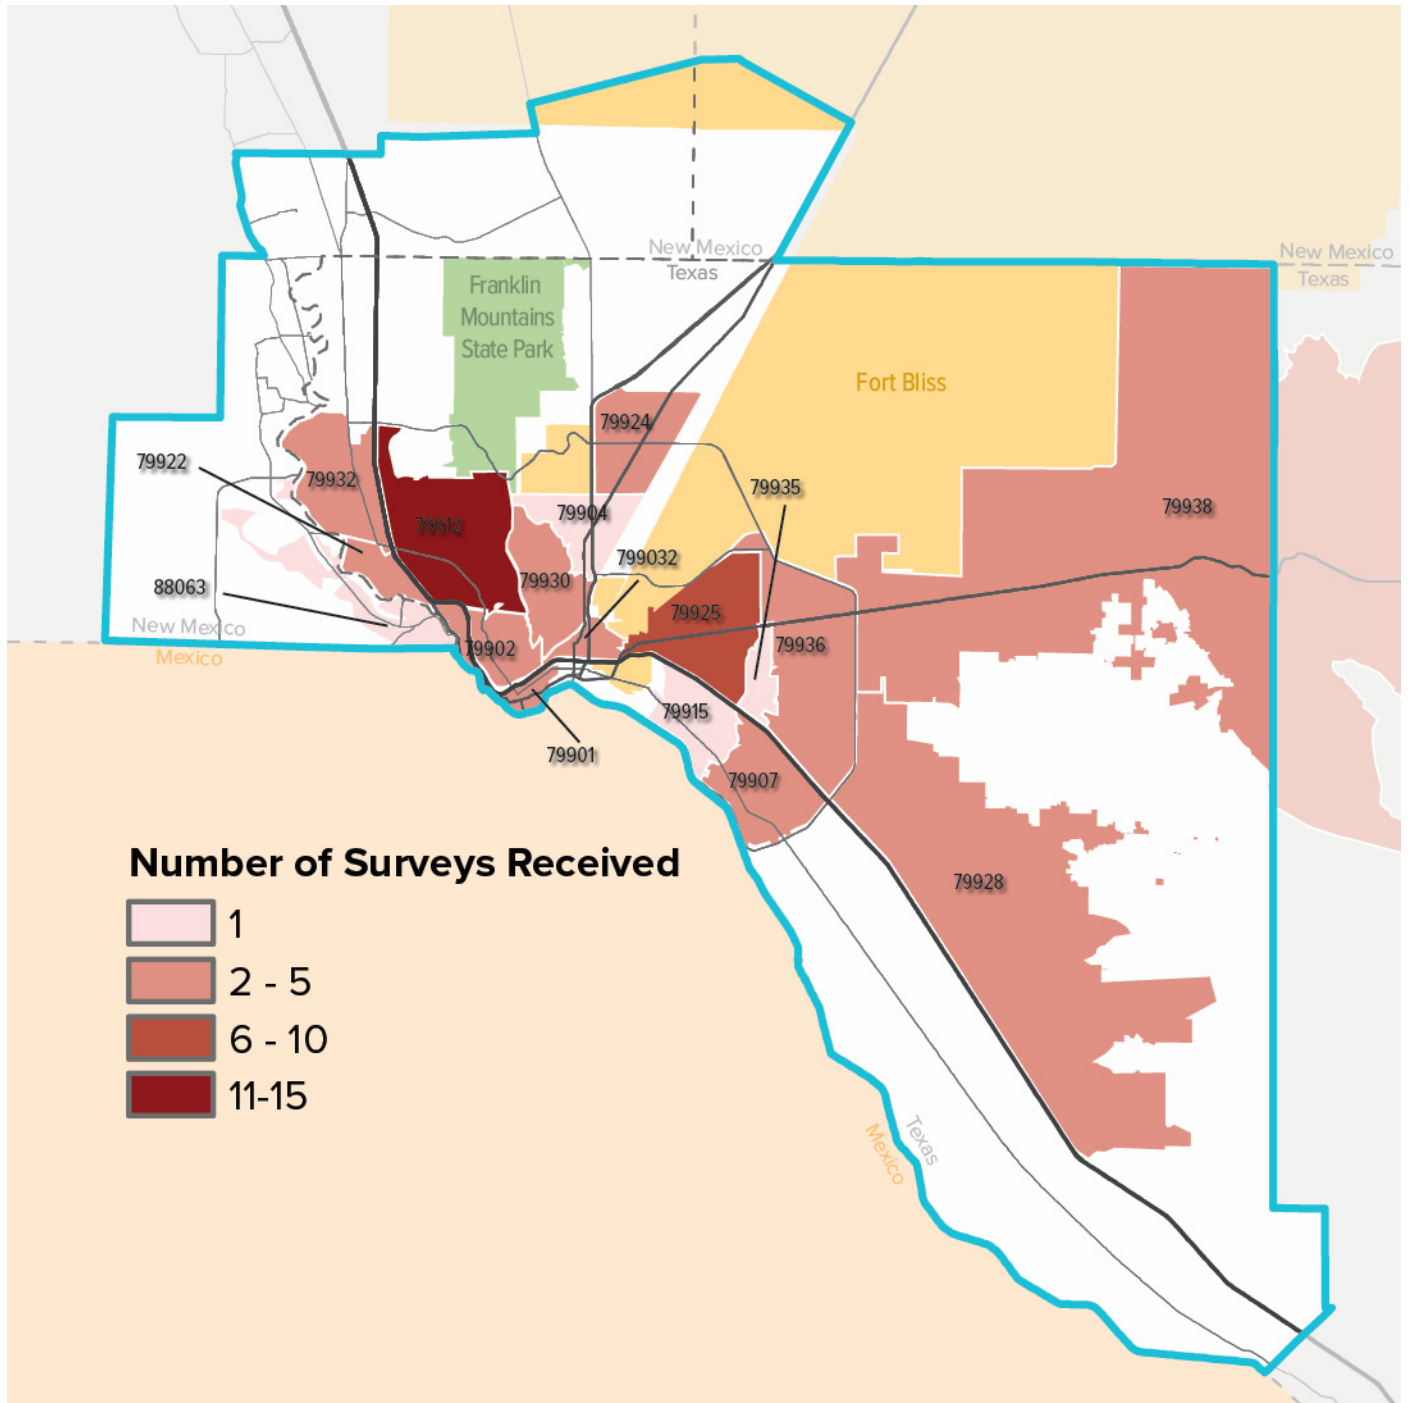 New Mexico
Texas
New Mexico
Texas
Franklin
Mountains
State Park
Fort Bliss
79924
79922
79932
79935
79938
79912
79904
799032
79930
88063
79925
New Mexico
Mexico
79902
79936
79915
79901
79907
79928
Number of Surveys Received
1
2 - 5
6 - 10
11-15
Texas
Mexico